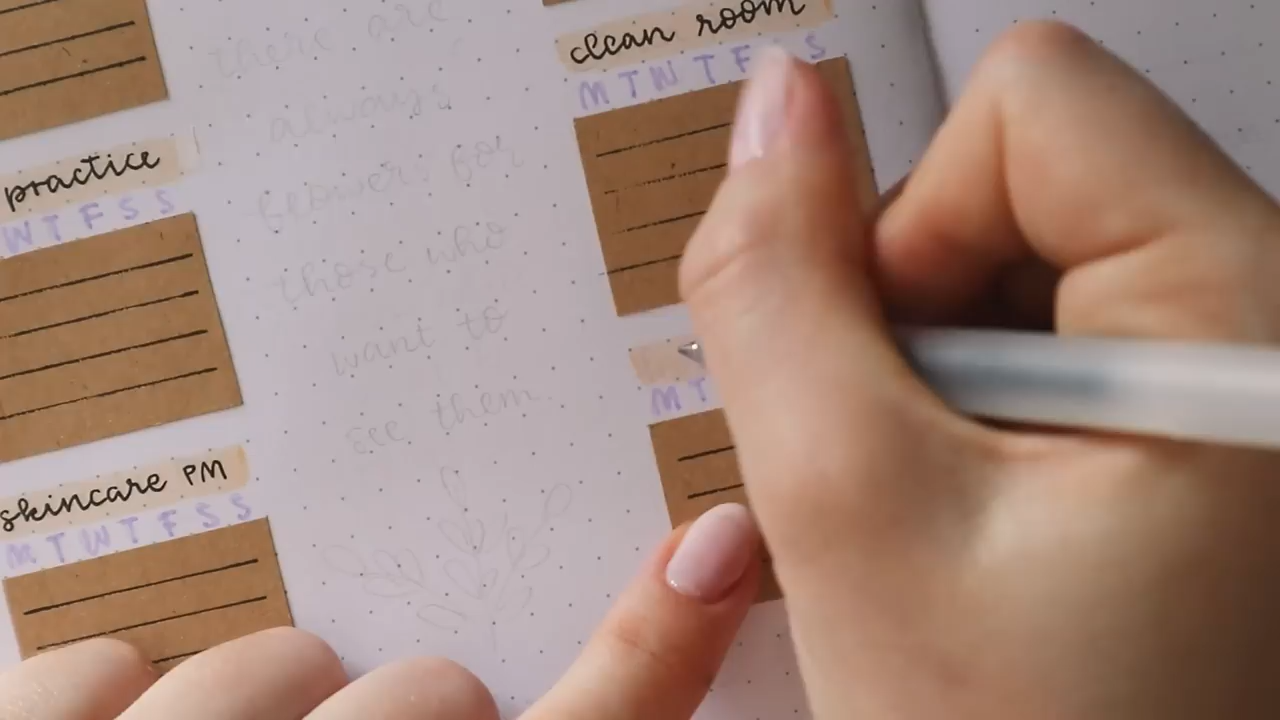 practice
W T F S S
skincare PM
M T W T F S S
there are
always
flowers for
those who
want to
see them
clean room
M T W T F S S
M T